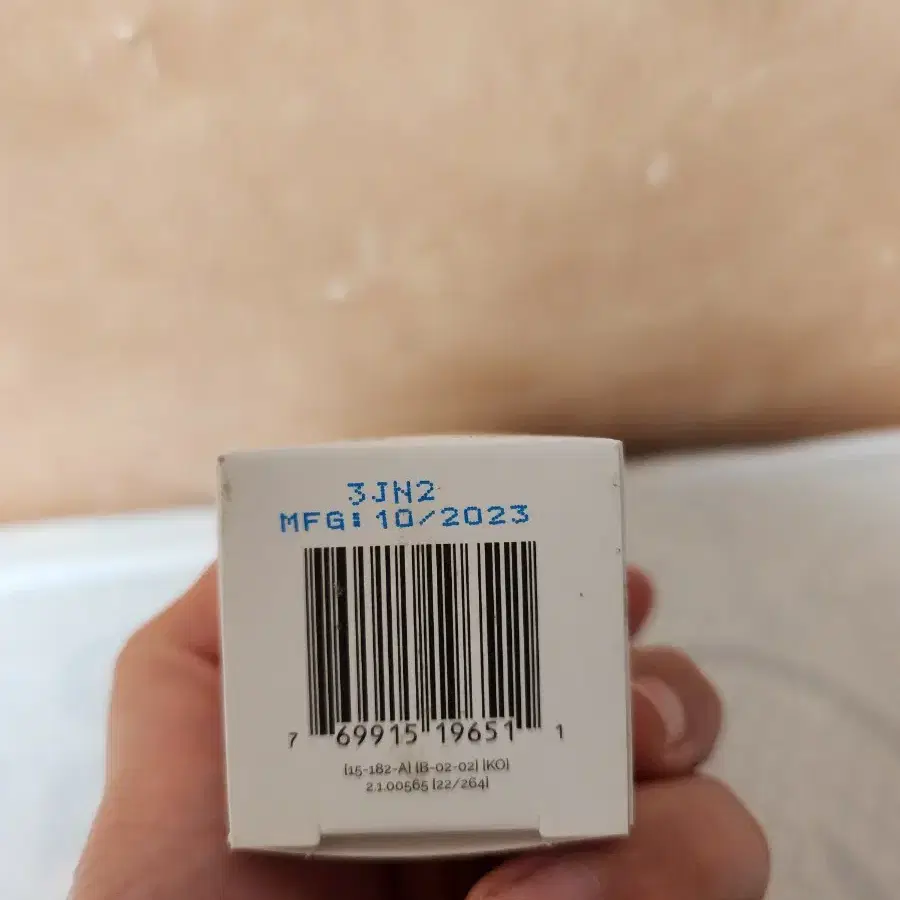 3JN2
MFG: 10/2023
7 69915 19651 1
[15-182-A] [B-02-02] [KO]
2.1.00565 [22/264]